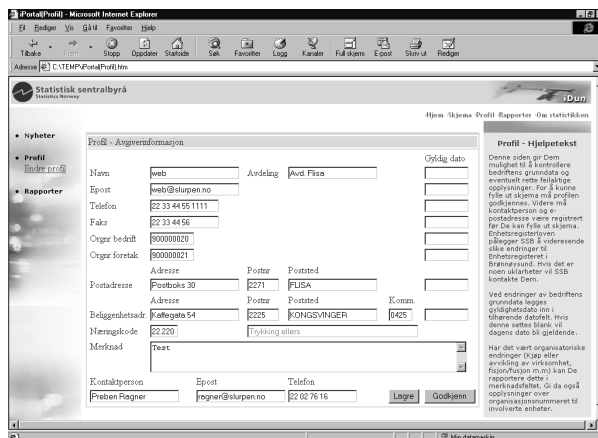 iPortal(Profil) - Microsoft Internet Explorer
Fil Rediger Vis Gå til Favoritter Hjelp
Tilbake Frem Stopp Oppdater Startside Søk Favoritter Logg Kanaler Full skjerm E-post Skriv ut Rediger
Adresse C:\TEMP\iPortal(Profil).htm
Statistisk sentralbyrå
Statistics Norway
iDun
·Hjem ·Skjema ·Profil ·Rapporter ·Om statistikken
• Nyheter
• Profil
Endre profil
• Rapporter
Profil - Avgiverinformasjon
Gyldig dato
Navn web Avdeling Avd. Flisa
Epost web@slurpen.no
Telefon 22 33 44 55 1111
Faks 22 33 44 56
Orgnr bedrift 900000020
Orgnr foretak 900000021
Adresse Postnr Poststed
Postadresse Postboks 30 2271 FLISA
Adresse Postnr Poststed Komm.
Beliggenhetsadr. Kaffegata 54 2225 KONGSVINGER 0425
Næringskode 22.220 Trykking ellers
Merknad Test
Kontaktperson Epost Telefon
Preben Ragner ragner@slurpen.no 22 02 76 16 Lagre Godkjenn
Profil - Hjelpetekst
Denne siden gir Dem
mulighet til å kontrollere
bedriftens grunndata og
eventuelt rette feilaktige
opplysninger. For å kunne
fylle ut skjema må profilen
godkjennes. Videre må
kontaktperson og e-
postadresse være registrert
før De kan fylle ut skjema.
Enhetsregisterloven
pålegger SSB å videresende
slike endringer til
Enhetsregisteret i
Brønnøysund. Hvis det er
noen uklarheter vil SSB
kontakte Dem.
Ved endringer av bedriftens
grunndata legges
gyldighetsdato inn i
tilhørende datofelt. Hvis
denne settes blank vil
dagens dato bli gjeldende.
Har det vært organisatoriske
endringer (Kjøp eller
avvikling av virksomhet,
fisjon/fusjon m.m) kan De
rapportere dette i
merknadsfeltet. Gi da også
opplysninger over
organisasjonsnummeret til
involverte enheter.
Min datamaskin